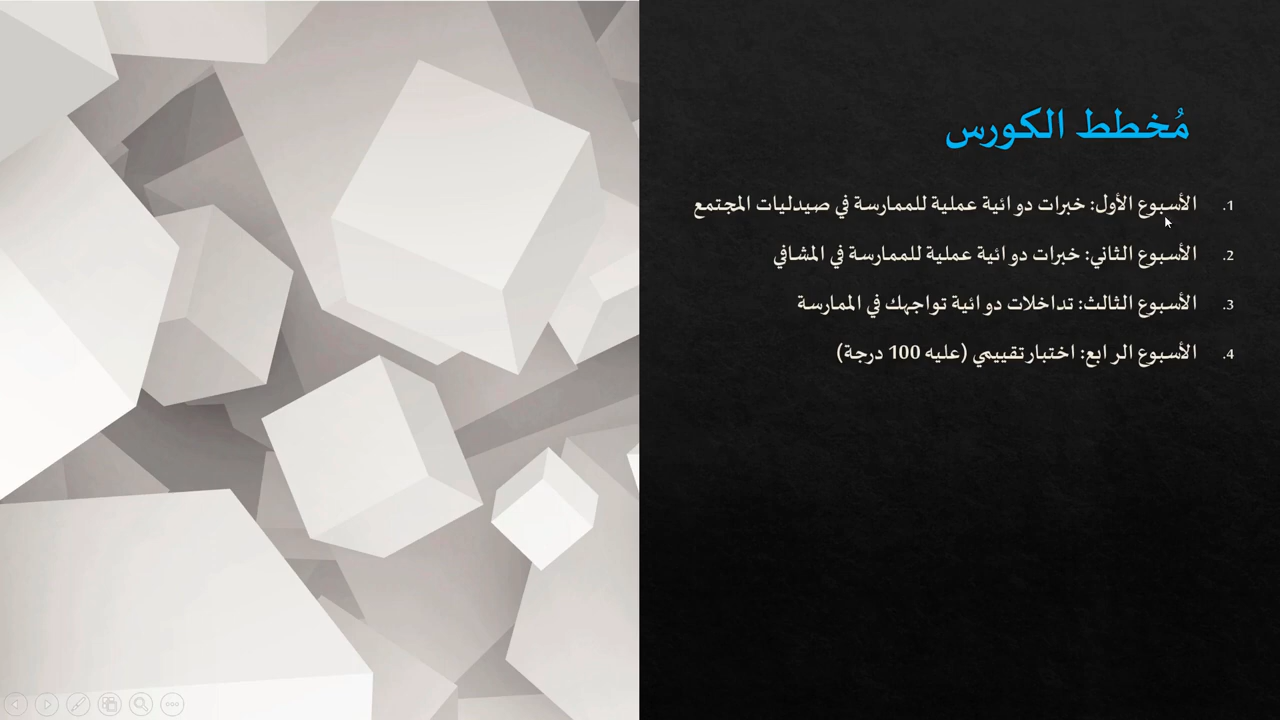 مُخطط الكورس
1. الأسبوع الأول: خبرات دوائية عملية للممارسة في صيدليات المجتمع
2. الأسبوع الثاني: خبرات دوائية عملية للممارسة في المشافي
3. الأسبوع الثالث: تداخلات دوائية تواجهك في الممارسة
4. الأسبوع الرابع: اختبار تقييمي (عليه 100 درجة)